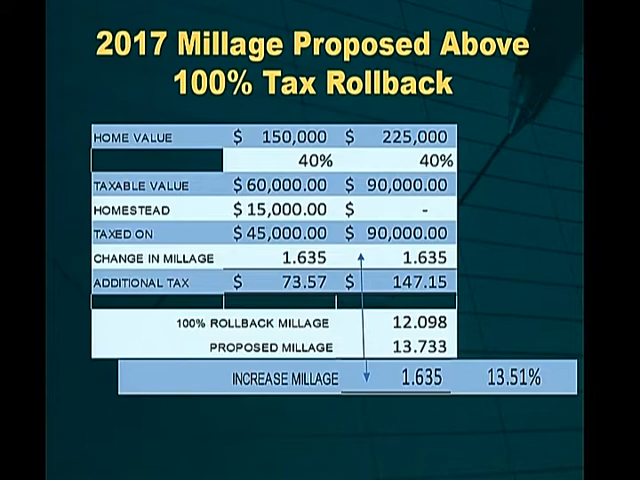 2017 Millage Proposed Above
100% Tax Rollback
HOME VALUE $ 150,000 $ 225,000
40% 40%
TAXABLE VALUE $ 60,000.00 $ 90,000.00
HOMESTEAD $ 15,000.00 $ -
TAXED ON $ 45,000.00 $ 90,000.00
CHANGE IN MILLAGE 1.635 1.635
ADDITIONAL TAX $ 73.57 $ 147.15
100% ROLLBACK MILLAGE 12.098
PROPOSED MILLAGE 13.733
INCREASE MILLAGE 1.635 13.51%